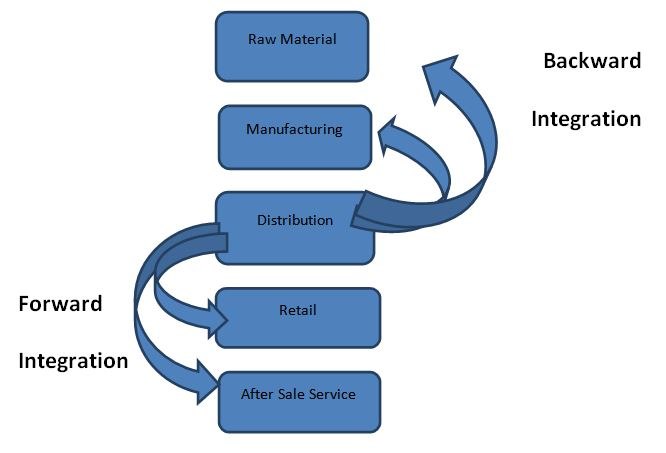 Raw Material
Backward
Integration
Manufacturing
Distribution
Forward
Integration
Retail
After Sale Service